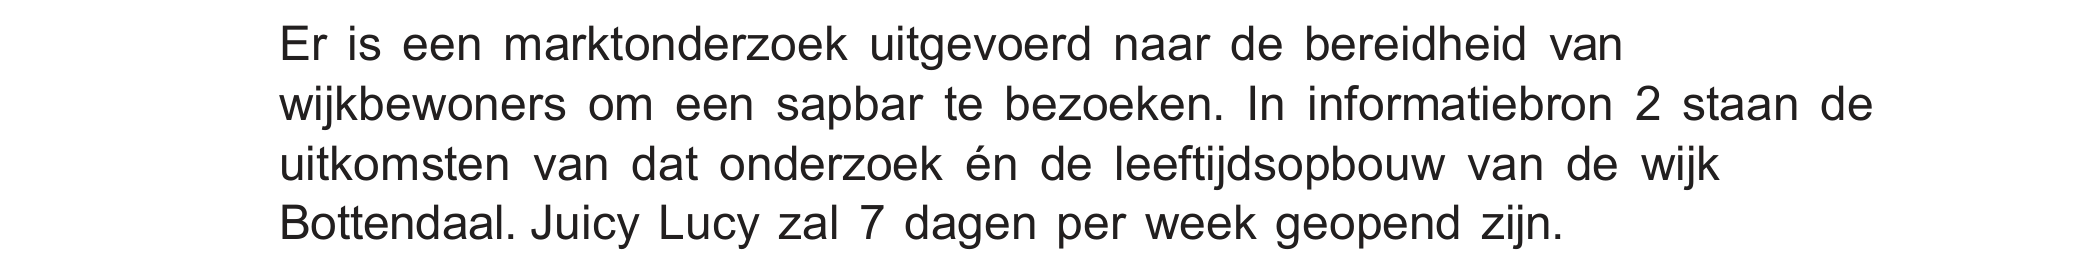 Er is een marktonderzoek uitgevoerd naar de bereidheid van
wijkbewoners om een sapbar te bezoeken. In informatiebron 2 staan de
uitkomsten van dat onderzoek én de leeftijdsopbouw van de wijk
Bottendaal. Juicy Lucy zal 7 dagen per week geopend zijn.